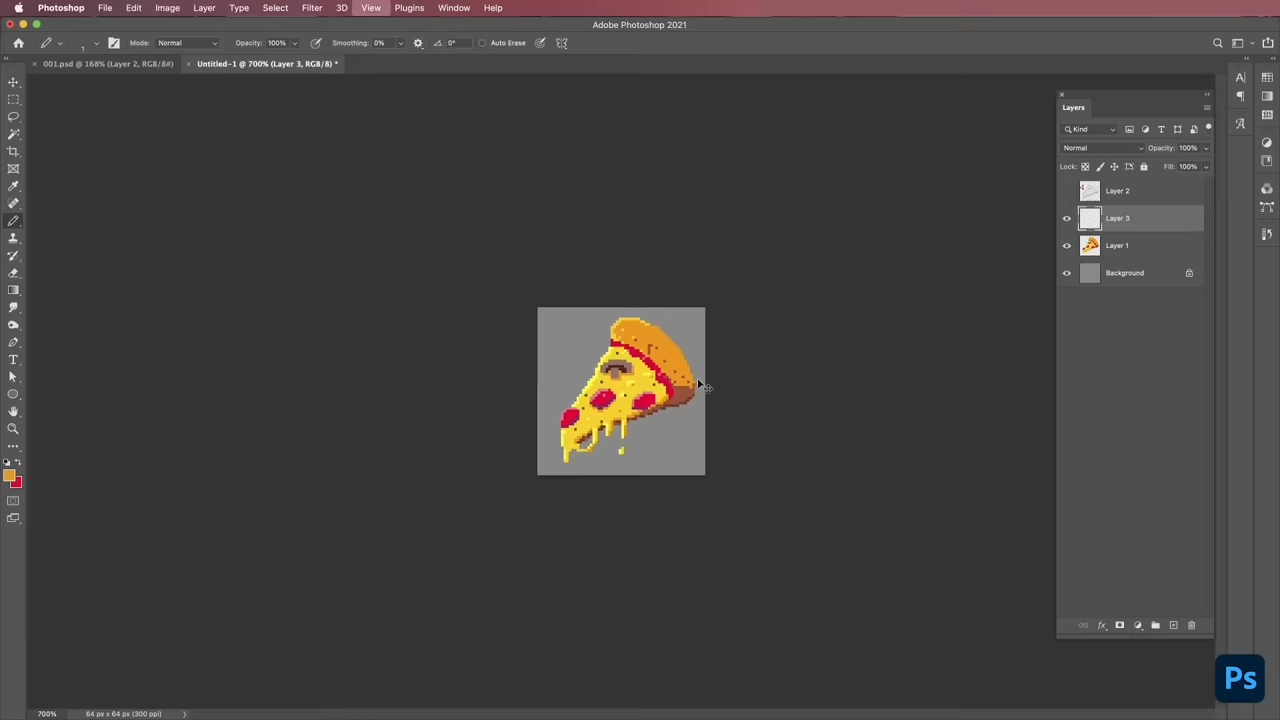 Photoshop File Edit Image Layer Type Select Filter 3D View Plugins Window Help
Adobe Photoshop 2021
1 Mode: Normal Opacity: 100% Smoothing: 0% 0° Auto Erase
001.psd @ 168% (Layer 2, RGB/8#) Untitled-1 @ 700% (Layer 3, RGB/8) *
Layers
Kind
Normal Opacity: 100%
Lock: Fill: 100%
Layer 2
Layer 3
Layer 1
Background
fx
Ps
700% 64 px x 64 px (300 ppi)